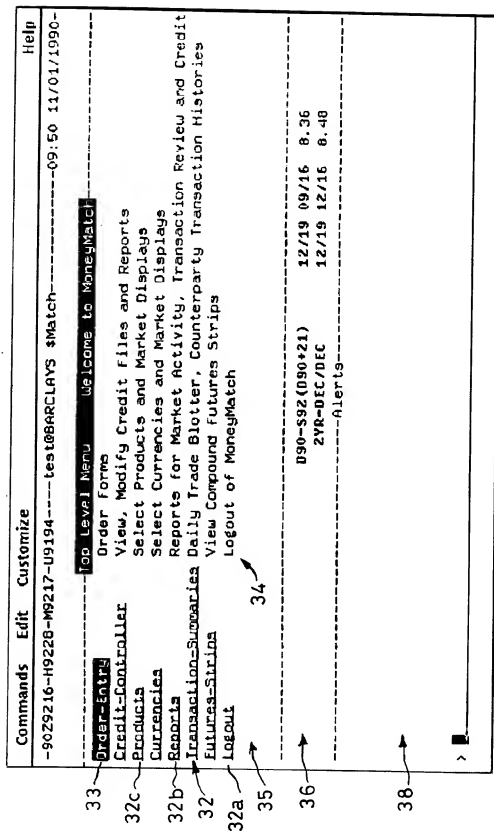 Commands Edit Customize Help
-90Z9216-H9228-M9217-U9194----test@BARCLAYS $Match----------------09:50 11/01/1990-
Top Level Menu Welcome to MoneyMatch
33 Order-Entry Order Forms
Credit-Controller View, Modify Credit Files and Reports
32c Products Select Products and Market Displays
Currencies Select Currencies and Market Displays
32b Reports Reports for Market Activity, Transaction Review and Credit
32 Transaction-Summaries Daily Trade Blotter, Counterparty Transaction Histories
Futures-Strips View Compound Futures Strips
32a Logout Logout of MoneyMatch
35 34
36 D90-S92(D90+21) 12/19 09/16 8.36
2YR-DEC/DEC 12/19 12/16 8.40
----Alerts----
38
>